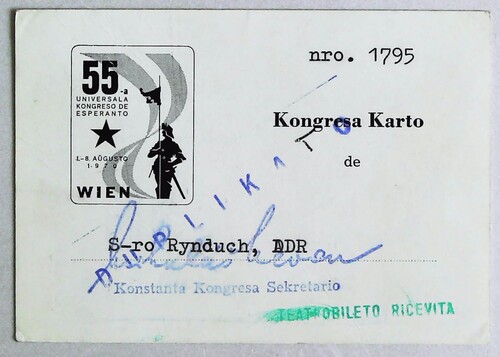 nro. 1795
55-a
UNIVERSALA
KONGRESO DE
ESPERANTO
1.-8. AŬGUSTO
1970
WIEN
Kongresa Karto
de
DUPLIKATO
S-ro Rynduch, DDR
Konstanta Kongresa Sekretario
TEATROBILETO RICEVITA